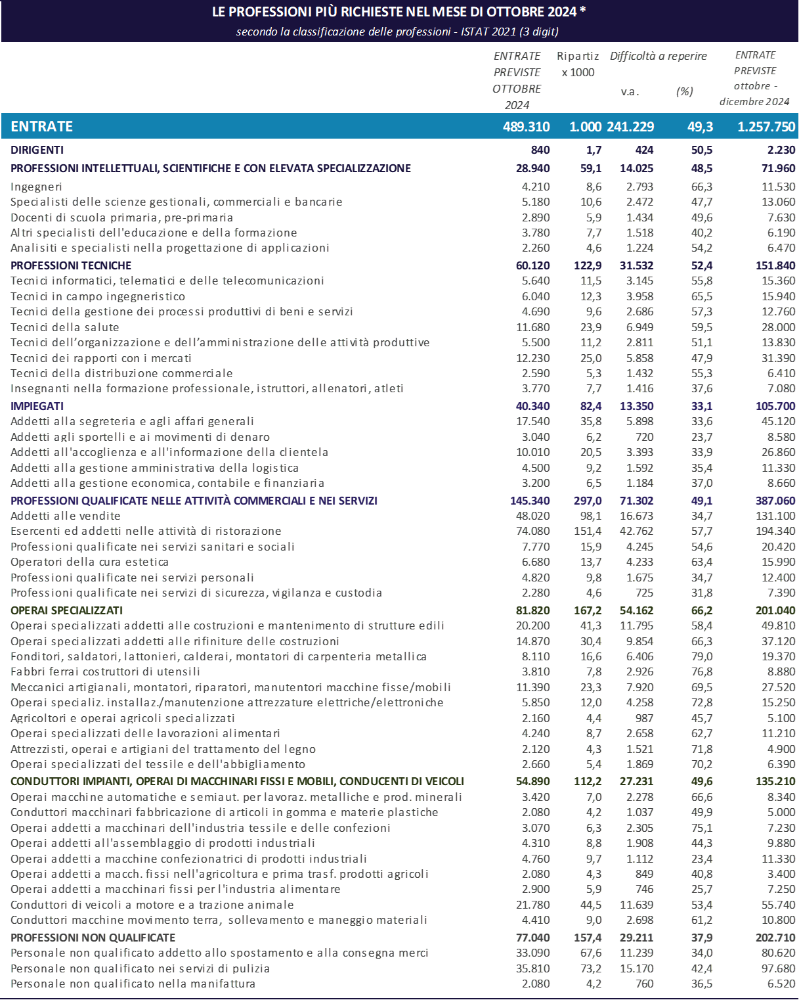 LE PROFESSIONI PIÙ RICHIESTE NEL MESE DI OTTOBRE 2024 *
secondo la classificazione delle professioni - ISTAT 2021 (3 digit)
ENTRATE PREVISTE OTTOBRE 2024 Ripartiz x 1000 Difficoltà a reperire v.a. (%) ENTRATE PREVISTE ottobre - dicembre 2024
ENTRATE 489.310 1.000 241.229 49,3 1.257.750
DIRIGENTI 840 1,7 424 50,5 2.230
PROFESSIONI INTELLETTUALI, SCIENTIFICHE E CON ELEVATA SPECIALIZZAZIONE 28.940 59,1 14.025 48,5 71.960
Ingegneri 4.210 8,6 2.793 66,3 11.530
Specialisti delle scienze gestionali, commerciali e bancarie 5.180 10,6 2.472 47,7 13.060
Docenti di scuola primaria, pre-primaria 2.890 5,9 1.434 49,6 7.630
Altri specialisti dell'educazione e della formazione 3.780 7,7 1.518 40,2 6.190
Analisiti e specialisti nella progettazione di applicazioni 2.260 4,6 1.224 54,2 6.470
PROFESSIONI TECNICHE 60.120 122,9 31.532 52,4 151.840
Tecnici informatici, telematici e delle telecomunicazioni 5.640 11,5 3.145 55,8 15.360
Tecnici in campo ingegneristico 6.040 12,3 3.958 65,5 15.940
Tecnici della gestione dei processi produttivi di beni e servizi 4.690 9,6 2.686 57,3 12.760
Tecnici della salute 11.680 23,9 6.949 59,5 28.000
Tecnici dell’organizzazione e dell’amministrazione delle attività produttive 5.500 11,2 2.811 51,1 13.830
Tecnici dei rapporti con i mercati 12.230 25,0 5.858 47,9 31.390
Tecnici della distribuzione commerciale 2.590 5,3 1.432 55,3 6.410
Insegnanti nella formazione professionale, istruttori, allenatori, atleti 3.770 7,7 1.416 37,6 7.080
IMPIEGATI 40.340 82,4 13.350 33,1 105.700
Addetti alla segreteria e agli affari generali 17.540 35,8 5.898 33,6 45.120
Addetti agli sportelli e ai movimenti di denaro 3.040 6,2 720 23,7 8.580
Addetti all'accoglienza e all'informazione della clientela 10.010 20,5 3.393 33,9 26.860
Addetti alla gestione amministrativa della logistica 4.500 9,2 1.592 35,4 11.330
Addetti alla gestione economica, contabile e finanziaria 3.200 6,5 1.184 37,0 8.660
PROFESSIONI QUALIFICATE NELLE ATTIVITÀ COMMERCIALI E NEI SERVIZI 145.340 297,0 71.302 49,1 387.060
Addetti alle vendite 48.020 98,1 16.673 34,7 131.100
Esercenti ed addetti nelle attività di ristorazione 74.080 151,4 42.762 57,7 194.340
Professioni qualificate nei servizi sanitari e sociali 7.770 15,9 4.245 54,6 20.420
Operatori della cura estetica 6.680 13,7 4.233 63,4 15.990
Professioni qualificate nei servizi personali 4.820 9,8 1.675 34,7 12.400
Professioni qualificate nei servizi di sicurezza, vigilanza e custodia 2.280 4,6 725 31,8 7.390
OPERAI SPECIALIZZATI 81.820 167,2 54.162 66,2 201.040
Operai specializzati addetti alle costruzioni e mantenimento di strutture edili 20.200 41,3 11.795 58,4 49.810
Operai specializzati addetti alle rifiniture delle costruzioni 14.870 30,4 9.854 66,3 37.120
Fonditori, saldatori, lattonieri, calderai, montatori di carpenteria metallica 8.110 16,6 6.406 79,0 19.370
Fabbri ferrai costruttori di utensili 3.810 7,8 2.926 76,8 8.880
Meccanici artigianali, montatori, riparatori, manutentori macchine fisse/mobili 11.390 23,3 7.920 69,5 27.520
Operai specializ. installaz./manutenzione attrezzature elettriche/elettroniche 5.850 12,0 4.258 72,8 15.250
Agricoltori e operai agricoli specializzati 2.160 4,4 987 45,7 5.100
Operai specializzati delle lavorazioni alimentari 4.240 8,7 2.658 62,7 11.210
Attrezzisti, operai e artigiani del trattamento del legno 2.120 4,3 1.521 71,8 4.900
Operai specializzati del tessile e dell'abbigliamento 2.660 5,4 1.869 70,2 6.390
CONDUTTORI IMPIANTI, OPERAI DI MACCHINARI FISSI E MOBILI, CONDUCENTI DI VEICOLI 54.890 112,2 27.231 49,6 135.210
Operai macchine automatiche e semiaut. per lavoraz. metalliche e prod. minerali 3.420 7,0 2.278 66,6 8.340
Conduttori macchinari fabbricazione di articoli in gomma e materie plastiche 2.080 4,2 1.037 49,9 5.000
Operai addetti a macchinari dell'industria tessile e delle confezioni 3.070 6,3 2.305 75,1 7.230
Operai addetti all'assemblaggio di prodotti industriali 4.310 8,8 1.908 44,3 9.880
Operai addetti a macchine confezionatrici di prodotti industriali 4.760 9,7 1.112 23,4 11.330
Operai addetti a macch. fissi nell'agricoltura e prima trasf. prodotti agricoli 2.080 4,3 849 40,8 3.400
Operai addetti a macchinari fissi per l'industria alimentare 2.900 5,9 746 25,7 7.250
Conduttori di veicoli a motore e a trazione animale 21.780 44,5 11.639 53,4 55.740
Conduttori macchine movimento terra, sollevamento e maneggio materiali 4.410 9,0 2.698 61,2 10.800
PROFESSIONI NON QUALIFICATE 77.040 157,4 29.211 37,9 202.710
Personale non qualificato addetto allo spostamento e alla consegna merci 33.090 67,6 11.239 34,0 80.620
Personale non qualificato nei servizi di pulizia 35.810 73,2 15.170 42,4 97.680
Personale non qualificato nella manifattura 2.080 4,2 760 36,5 6.520